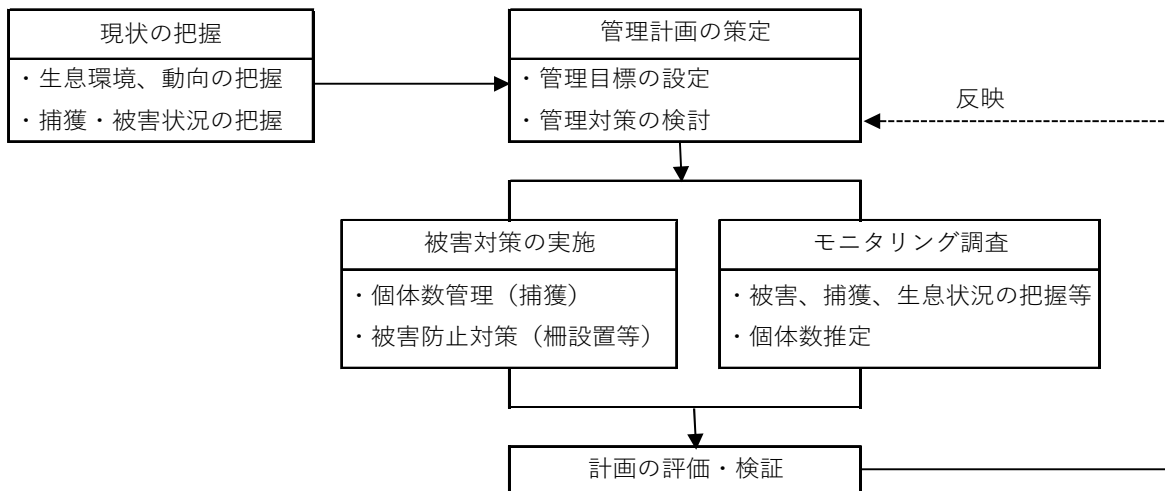 現状の把握
・生息環境、動向の把握
・捕獲・被害状況の把握
管理計画の策定
・管理目標の設定
・管理対策の検討
反映
被害対策の実施
・個体数管理（捕獲）
・被害防止対策（柵設置等）
モニタリング調査
・被害、捕獲、生息状況の把握等
・個体数推定
計画の評価・検証